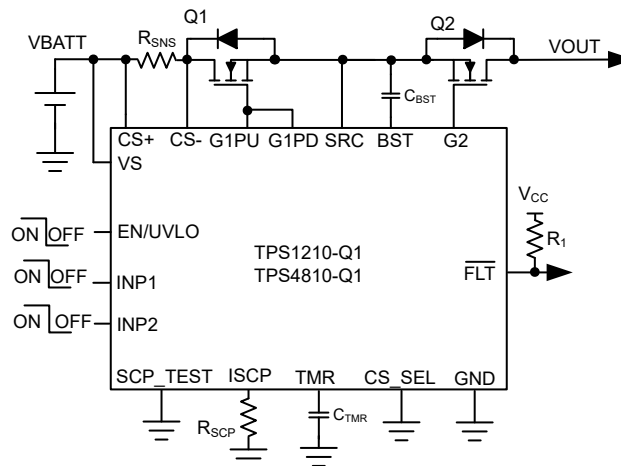 Q1
Q2
VBATT
RSNS
VOUT
CBST
CS+
CS-
G1PU
G1PD
SRC
BST
G2
VS
VCC
R1
ON OFF
EN/UVLO
TPS1210-Q1
TPS4810-Q1
FLT
ON OFF
INP1
ON OFF
INP2
SCP_TEST
ISCP
TMR
CS_SEL
GND
RSCP
CTMR